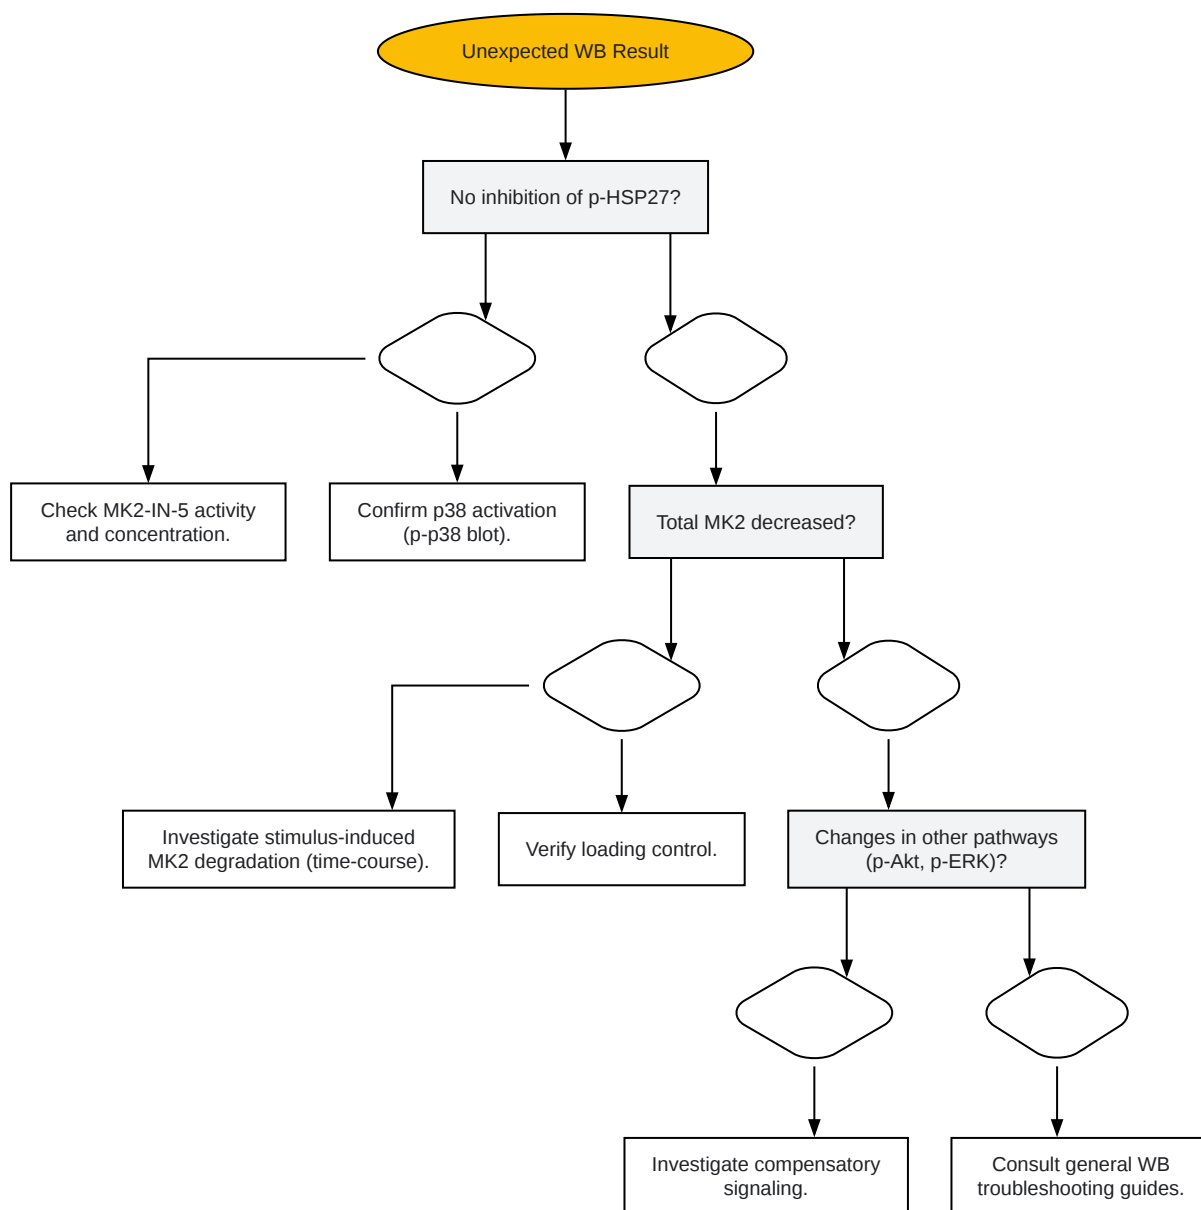 Unexpected WB Result
No inhibition of p-HSP27?
Check MK2-IN-5 activity
and concentration.
Confirm p38 activation
(p-p38 blot).
Total MK2 decreased?
Investigate stimulus-induced
MK2 degradation (time-course).
Verify loading control.
Changes in other pathways
(p-Akt, p-ERK)?
Investigate compensatory
signaling.
Consult general WB
troubleshooting guides.